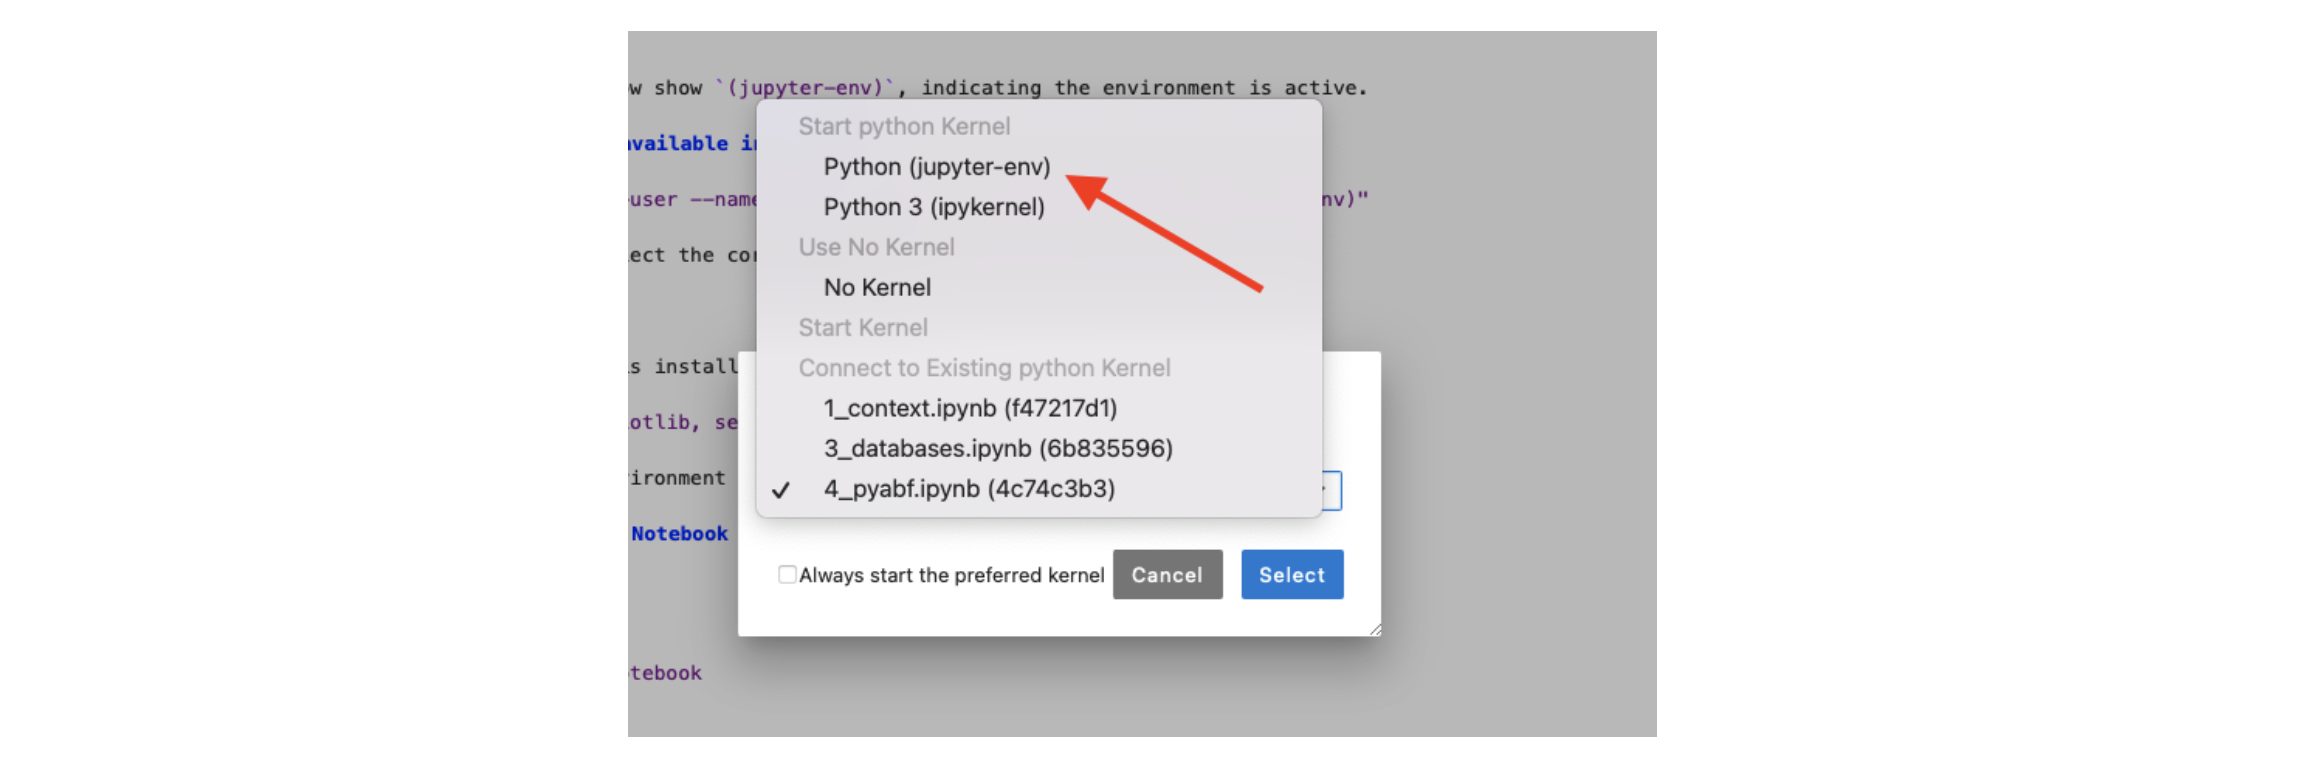 w show `(jupyter-env)`, indicating the environment is active.
Start python Kernel
available i
Python (jupyter-env)
user --name
nv)"
Python 3 (ipykernel)
Use No Kernel
ect the cor
No Kernel
Start Kernel
s install
Connect to Existing python Kernel
1_context.ipynb (f47217d1)
otlib, se
3_databases.ipynb (6b835596)
ironment
✓ 4_pyabf.ipynb (4c74c3b3)
Notebook
Always start the preferred kernel
Cancel
Select
tebook